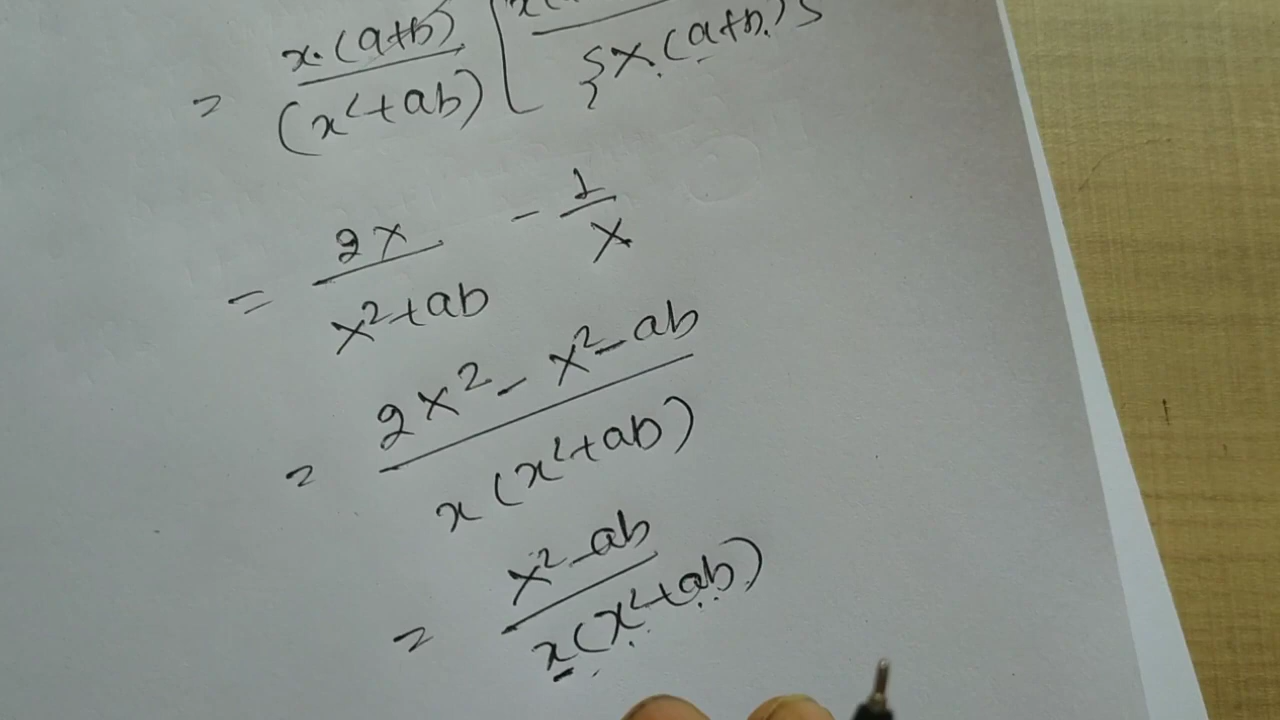 = x·(a+b)/(x²+ab) [ {x.(a+b)}
= 2x/(x²+ab) - 1/x
= (2x² - x² - ab)/(x(x²+ab))
= (x² - ab)/(x(x²+ab))